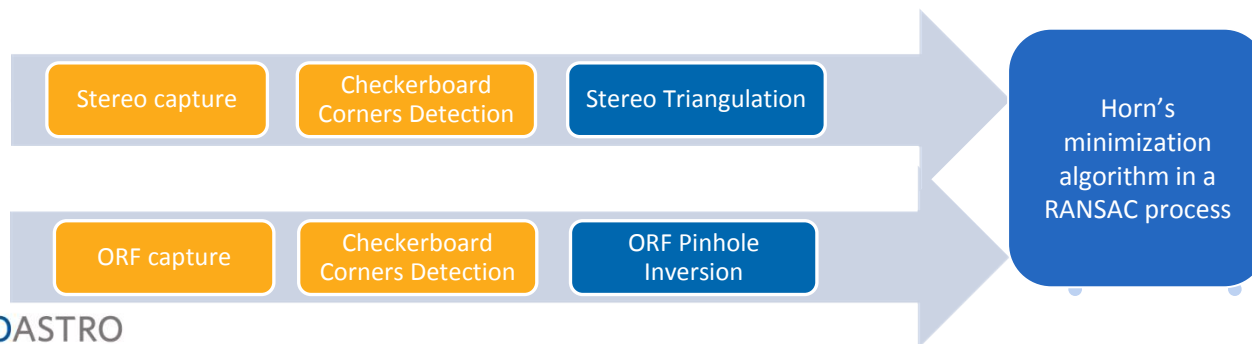 Stereo capture
Checkerboard
Corners Detection
Stereo Triangulation
ORF capture
Checkerboard
Corners Detection
ORF Pinhole
Inversion
Horn's
minimization
algorithm in a
RANSAC process